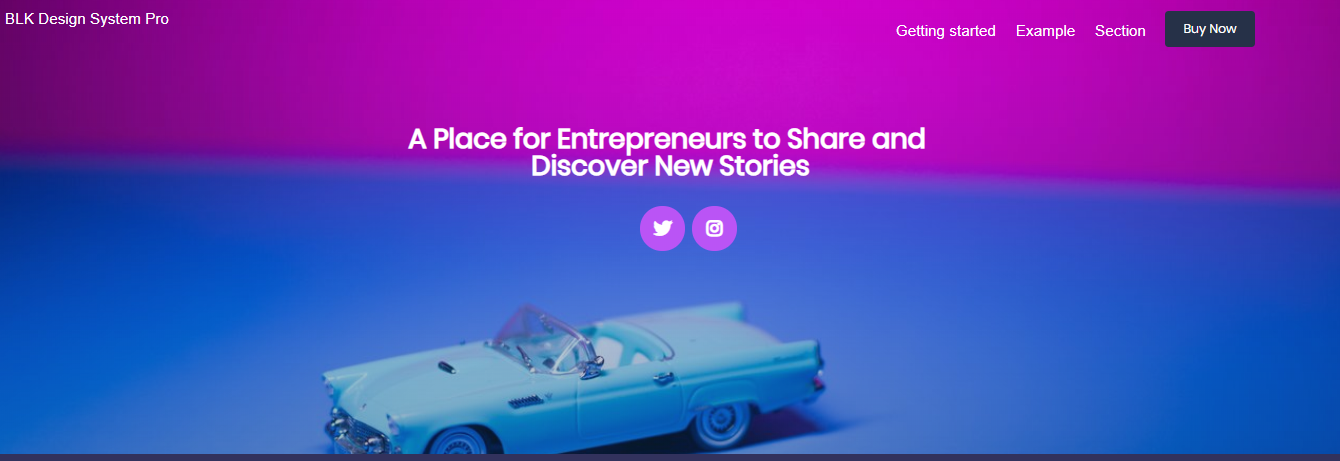 BLK Design System Pro
Getting started
Example
Section
Buy Now
A Place for Entrepreneurs to Share and
Discover New Stories